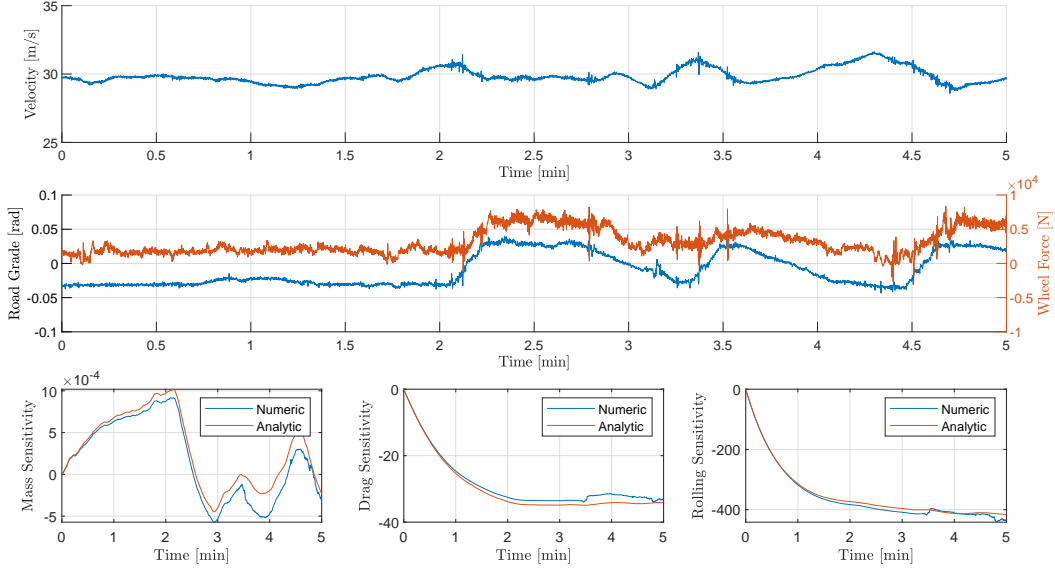 35
30
25
Velocity [m/s]
0 0.5 1 1.5 2 2.5 3 3.5 4 4.5 5
Time [min]
×10^4
0.1 1
0.05 0.5
0 0
-0.05 -0.5
-0.1 -1
Road Grade [rad]
Wheel Force [N]
0 0.5 1 1.5 2 2.5 3 3.5 4 4.5 5
Time [min]
×10^-4
10
5
0
-5
Mass Sensitivity
Numeric
Analytic
0 1 2 3 4 5
Time [min]
0
-20
-40
Drag Sensitivity
Numeric
Analytic
0 1 2 3 4 5
Time [min]
0
-200
-400
Rolling Sensitivity
Numeric
Analytic
0 1 2 3 4 5
Time [min]